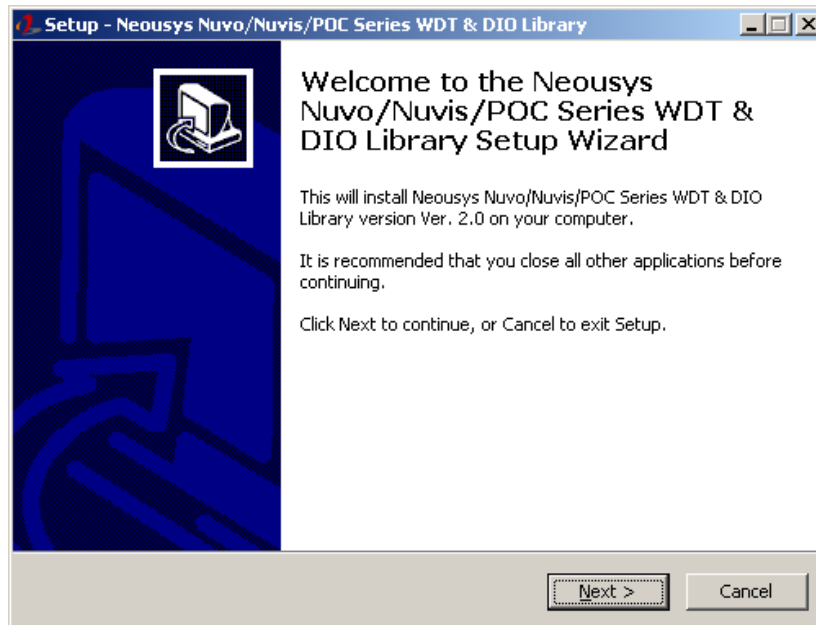 Setup - Neousys Nuvo/Nuvis/POC Series WDT & DIO Library
Welcome to the Neousys
Nuvo/Nuvis/POC Series WDT &
DIO Library Setup Wizard
This will install Neousys Nuvo/Nuvis/POC Series WDT & DIO
Library version Ver. 2.0 on your computer.
It is recommended that you close all other applications before
continuing.
Click Next to continue, or Cancel to exit Setup.
Next >
Cancel